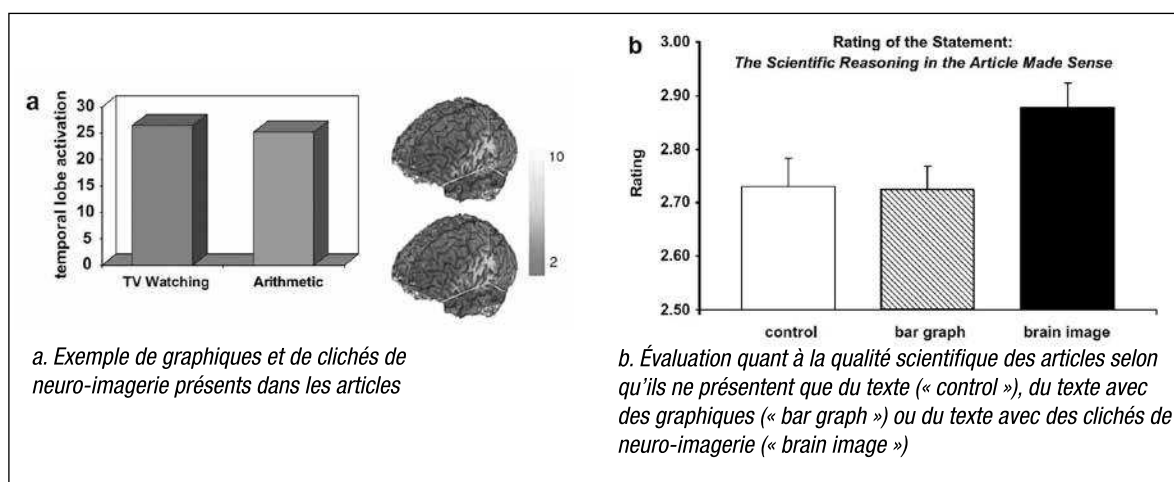 a
temporal lobe activation
30
25
20
15
10
5
0
TV Watching
Arithmetic
10
2
a. Exemple de graphiques et de clichés de
neuro-imagerie présents dans les articles
b
Rating of the Statement:
The Scientific Reasoning in the Article Made Sense
Rating
3.00
2.90
2.80
2.70
2.60
2.50
control
bar graph
brain image
b. Évaluation quant à la qualité scientifique des articles selon
qu'ils ne présentent que du texte (« control »), du texte avec
des graphiques (« bar graph ») ou du texte avec des clichés de
neuro-imagerie (« brain image »)